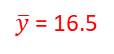 y̅ = 16.5